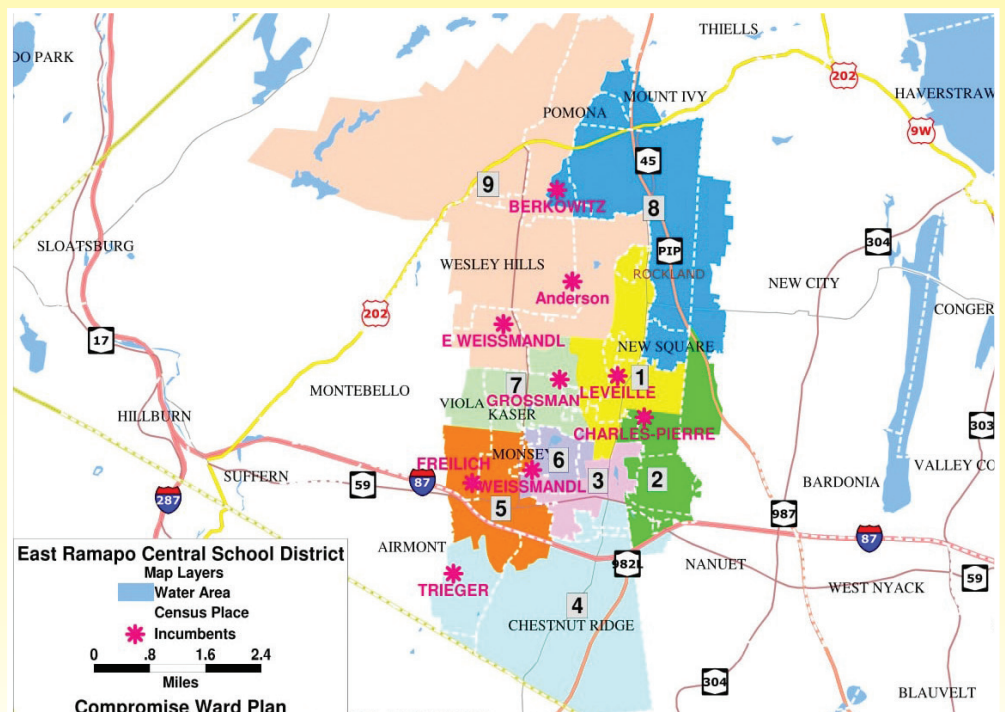 THIELLS
DO PARK
202
HAVERSTRAW
MOUNT IVY
POMONA
9W
45
9
BERKOWITZ
8
304
SLOATSBURG
PIP
WESLEY HILLS
ROCKLAND
NEW CITY
Anderson
CONGER
202
17
E WEISSMANDL
NEW SQUARE
7
1
MONTEBELLO
GROSSMAN
LEVEILLE
VIOLA
KASER
HILLBURN
CHARLES-PIERRE
303
MONSEY
6
FREILICH
VALLEY CO
SUFFERN
59
87
WEISSMANDL
3
2
BARDONIA
287
5
987
AIRMONT
87
East Ramapo Central School District
Map Layers
Water Area
Census Place
Incumbents
0 .8 1.6 2.4
Miles
Compromise Ward Plan
982L
NANUET
TRIEGER
59
WEST NYACK
4
CHESTNUT RIDGE
304
BLAUVELT